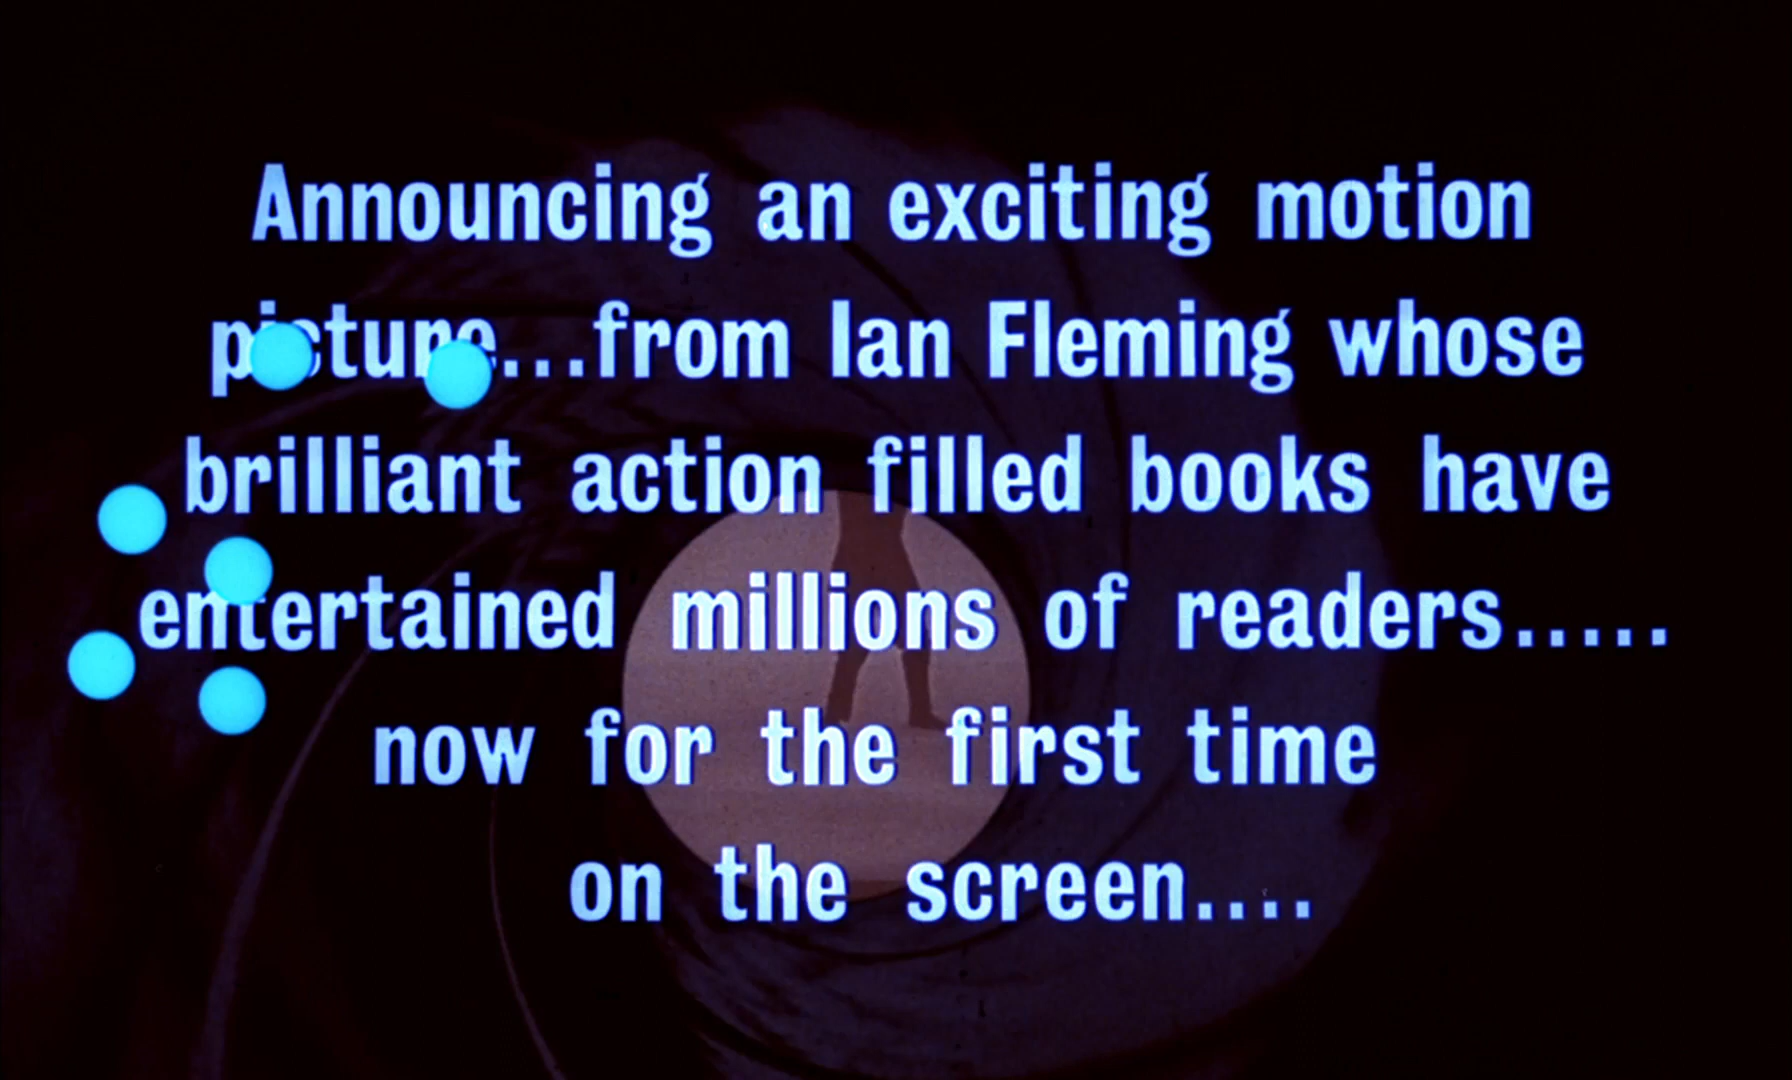 Announcing an exciting motion
picture...from Ian Fleming whose
brilliant action filled books have
entertained millions of readers.....
now for the first time
on the screen....